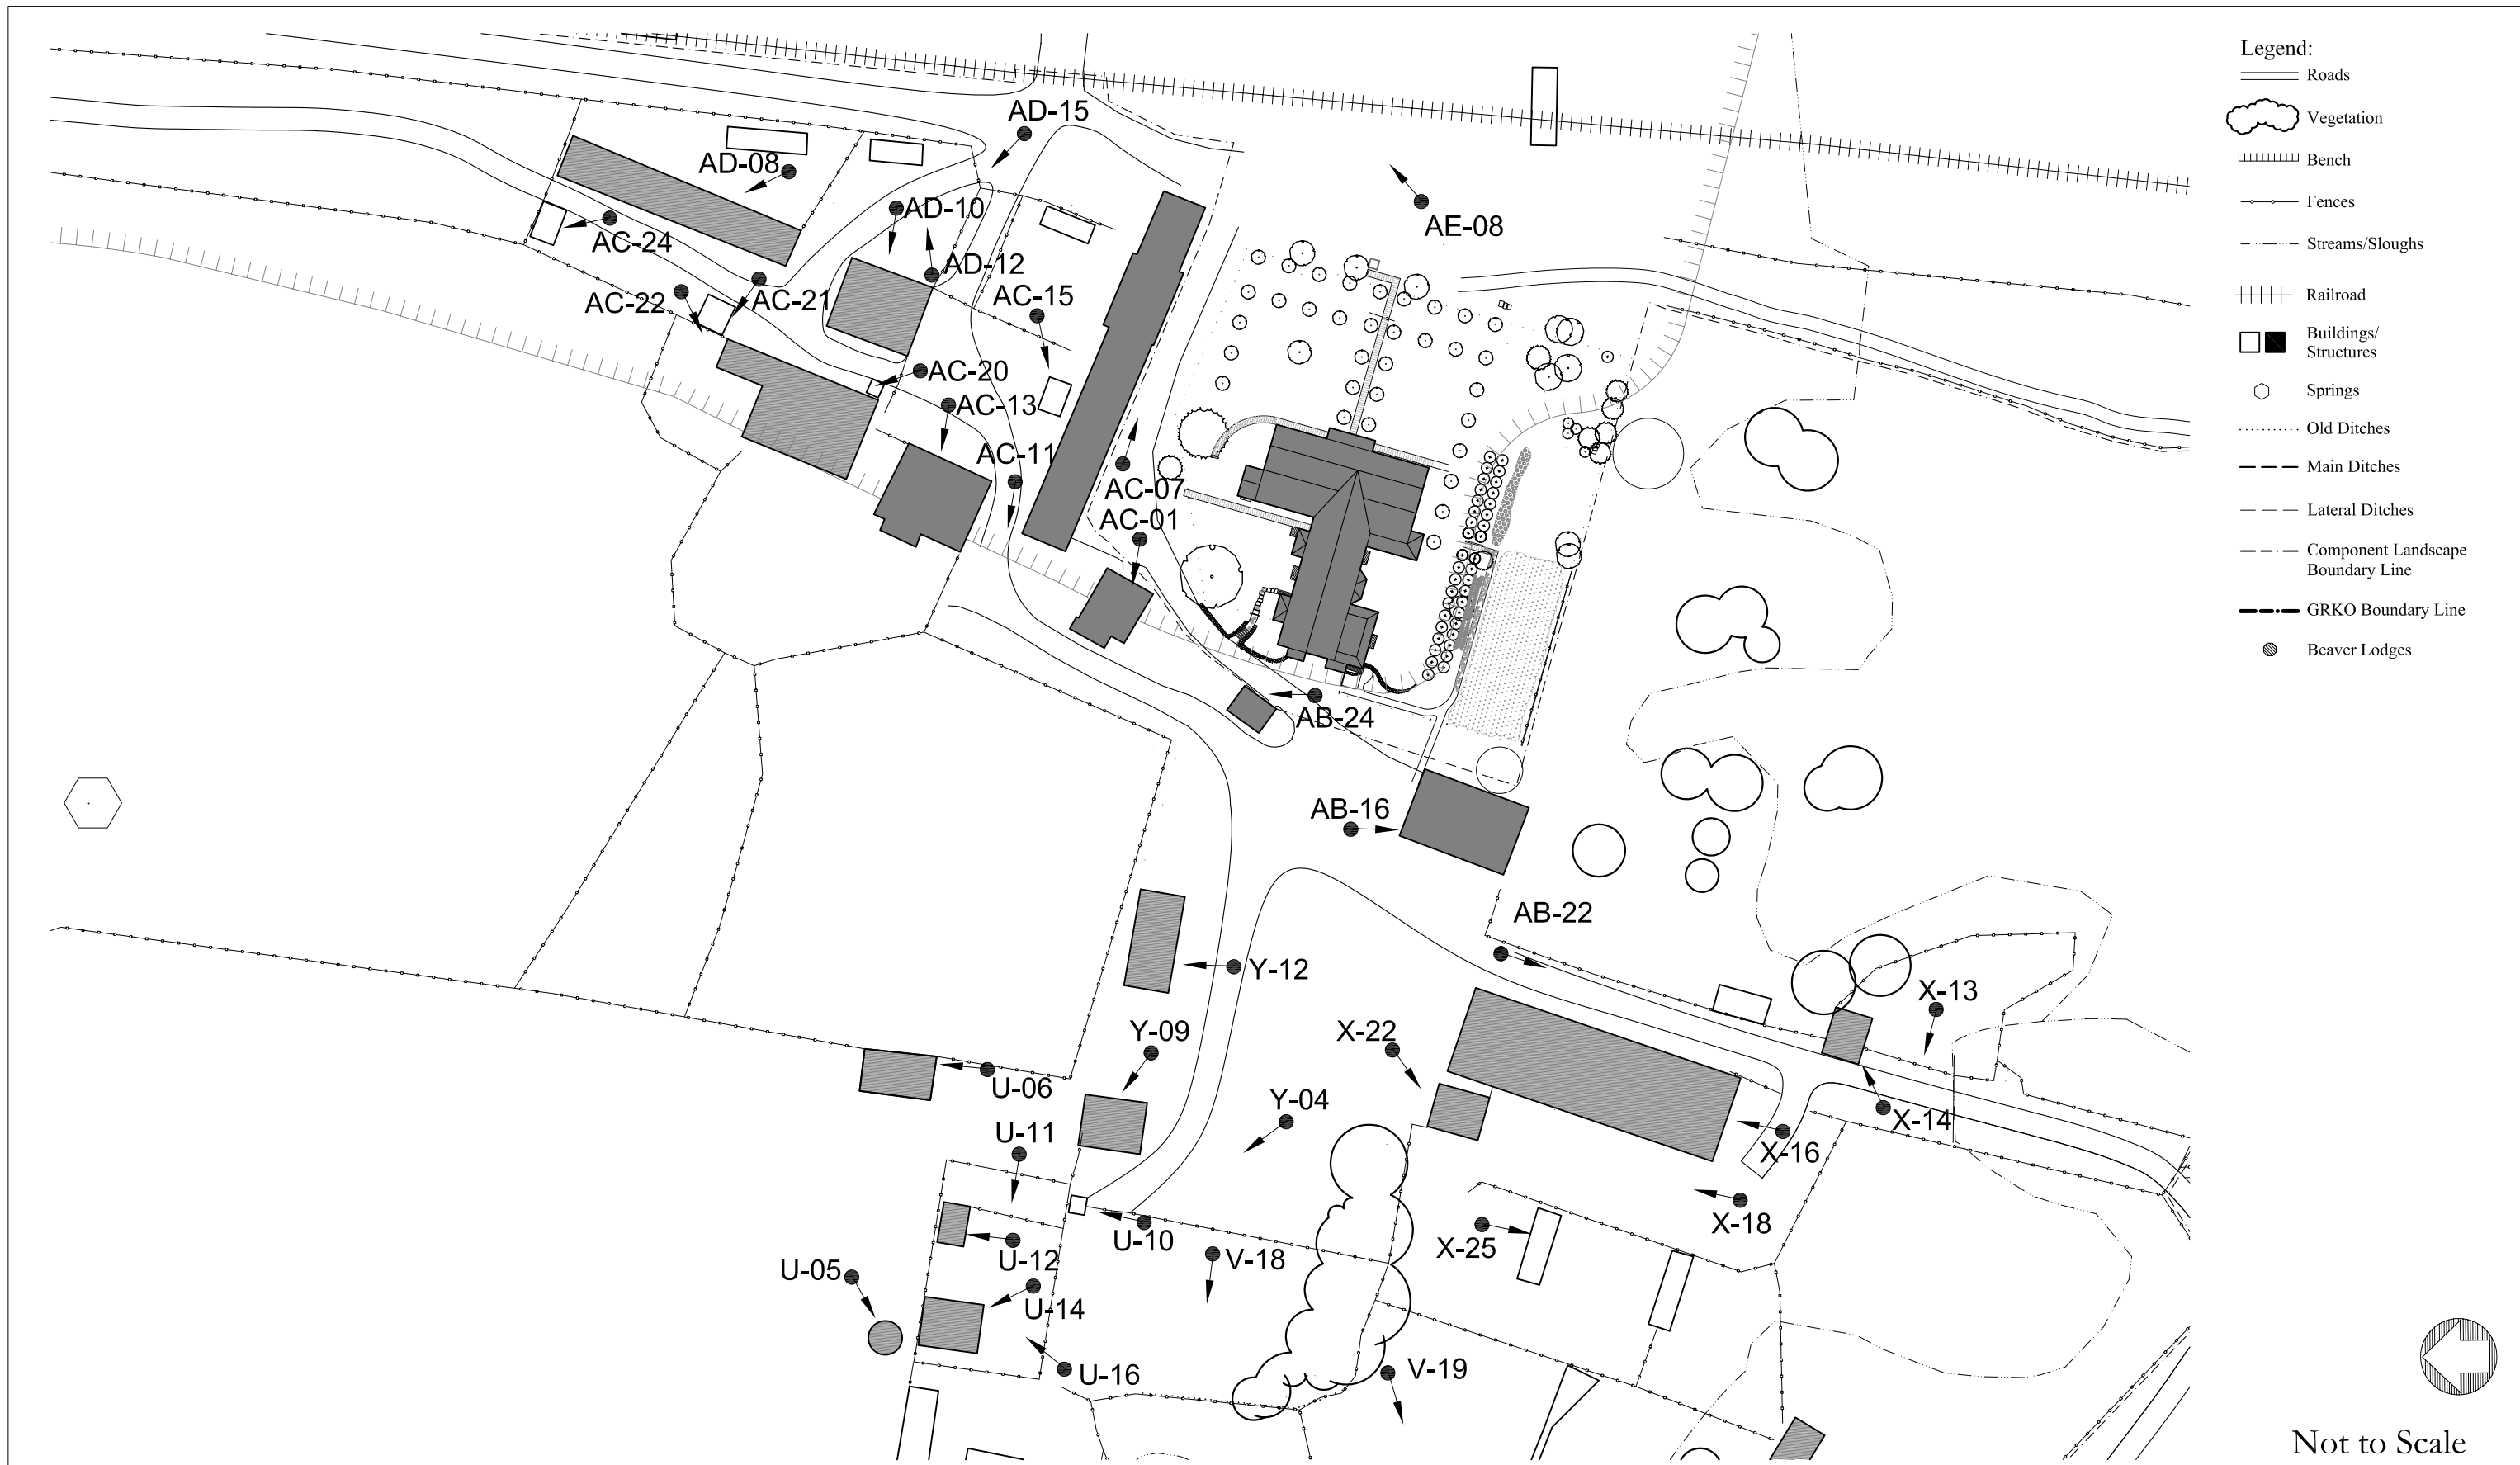 Legend:
Roads
Vegetation
Bench
Fences
Streams/Sloughs
Railroad
Buildings/
Structures
Springs
Old Ditches
Main Ditches
Lateral Ditches
Component Landscape
Boundary Line
GRKO Boundary Line
Beaver Lodges
AD-15
AD-08
AD-10
AE-08
AC-24
AD-12
AC-22
AC-21
AC-15
AC-20
AC-13
AC-11
AC-07
AC-01
AB-24
AB-16
AB-22
Y-12
X-13
Y-09
X-22
U-06
Y-04
X-14
U-11
X-16
U-10
X-18
X-25
U-12
V-18
U-05
U-14
U-16
V-19
Not to Scale